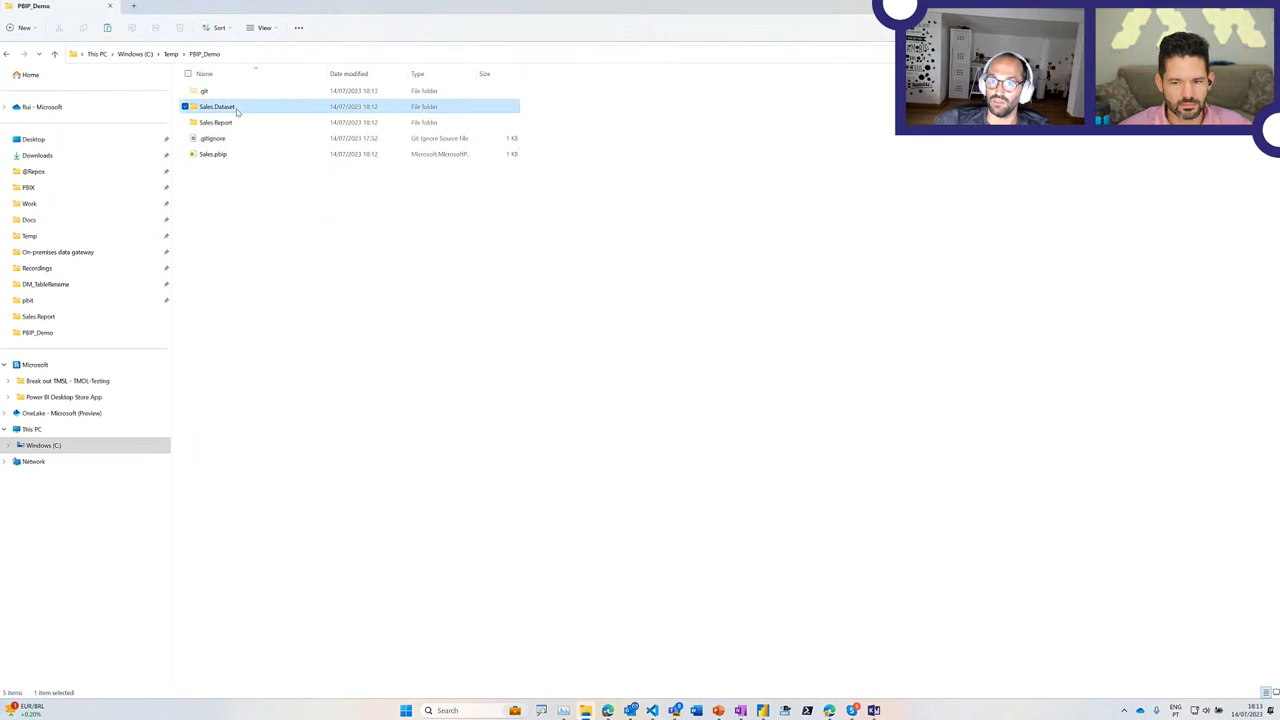 PBIP_Demo
New
Sort
View
This PC
Windows (C:)
Temp
PBIP_Demo
Name
Date modified
Type
Size
.git
14/07/2023 18:13
File folder
Sales.Dataset
14/07/2023 18:12
File folder
Sales.Report
14/07/2023 18:12
File folder
.gitignore
14/07/2023 17:52
Git Ignore Source File
1 KB
Sales.pbip
14/07/2023 18:12
Microsoft.MicrosoftP...
1 KB
Home
Rui - Microsoft
Desktop
Downloads
@Repos
PBIX
Work
Docs
Temp
On-premises data gateway
Recordings
DM_TableRename
pbit
Sales.Report
PBIP_Demo
Microsoft
Break out TMSL - TMDL-Testing
Power BI Desktop Store App
OneLake - Microsoft (Preview)
This PC
Windows (C:)
Network
5 items
1 item selected
EUR/BRL
+0,20%
Search
ENG
PT
18:13
14/07/2023